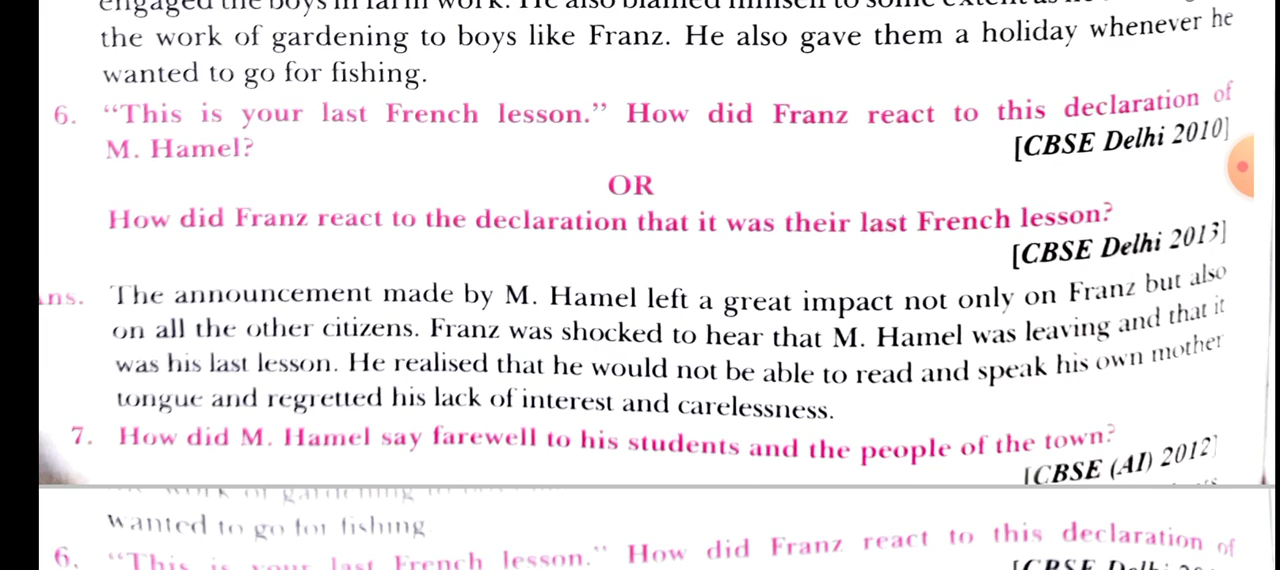 the work of gardening to boys like Franz. He also gave them a holiday whenever he
wanted to go for fishing.
6. “This is your last French lesson.” How did Franz react to this declaration of
M. Hamel?
[CBSE Delhi 2010]
OR
How did Franz react to the declaration that it was their last French lesson?
[CBSE Delhi 2013]
ns. The announcement made by M. Hamel left a great impact not only on Franz but also
on all the other citizens. Franz was shocked to hear that M. Hamel was leaving and that it
was his last lesson. He realised that he would not be able to read and speak his own mother
tongue and regretted his lack of interest and carelessness.
7. How did M. Hamel say farewell to his students and the people of the town?
[CBSE (AI) 2012]
wanted to go for fishing
6. “This is your last French lesson.” How did Franz react to this declaration of